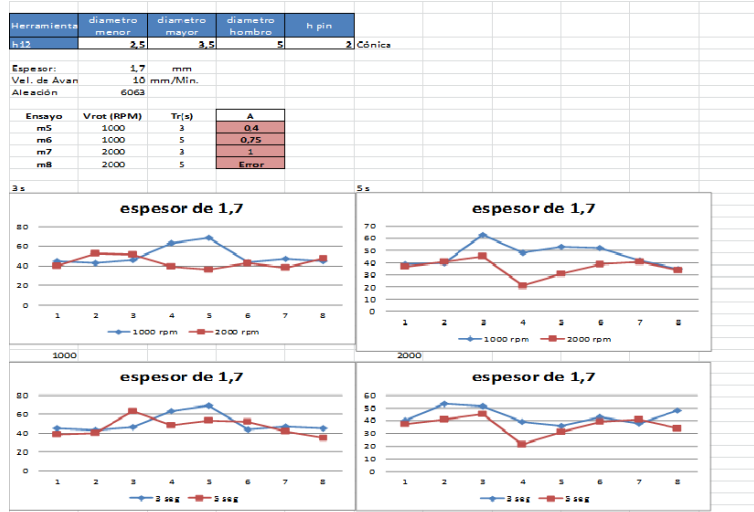 Herramienta diametro menor diametro mayor diametro hombro h pin
h12 2,5 3,5 5 2 Cónica
Espesor: 1,7 mm
Vel. de Avan 10 mm/Min.
Aleación 6063
Ensayo Vrot (RPM) Tr(s) A
m5 1000 3 0,4
m6 1000 5 0,75
m7 2000 3 1
m8 2000 5 Error
3 s 5 s
espesor de 1,7
80
60
40
20
0
1 2 3 4 5 6 7 8
1000 rpm 2000 rpm
espesor de 1,7
70
60
50
40
30
20
10
0
1 2 3 4 5 6 7 8
1000 rpm 2000 rpm
1000 2000
espesor de 1,7
80
60
40
20
0
1 2 3 4 5 6 7 8
3 seg 5 seg
espesor de 1,7
60
50
40
30
20
10
0
1 2 3 4 5 6 7 8
3 seg 5 seg